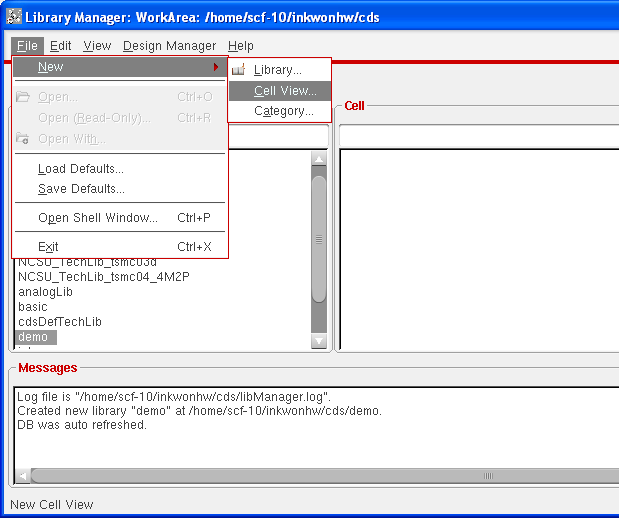 Library Manager: WorkArea: /home/scf-10/inkwonhw/cds
File Edit View Design Manager Help
New
Library...
Open... Ctrl+O
Cell View...
Open (Read-Only)... Ctrl+R
Category...
Cell
Open With...
Load Defaults...
Save Defaults...
Open Shell Window... Ctrl+P
Exit Ctrl+X
NCSU_TechLib_tsmc03d
NCSU_TechLib_tsmc04_4M2P
analogLib
basic
cdsDefTechLib
demo
Messages
Log file is "/home/scf-10/inkwonhw/cds/libManager.log".
Created new library "demo" at /home/scf-10/inkwonhw/cds/demo.
DB was auto refreshed.
New Cell View